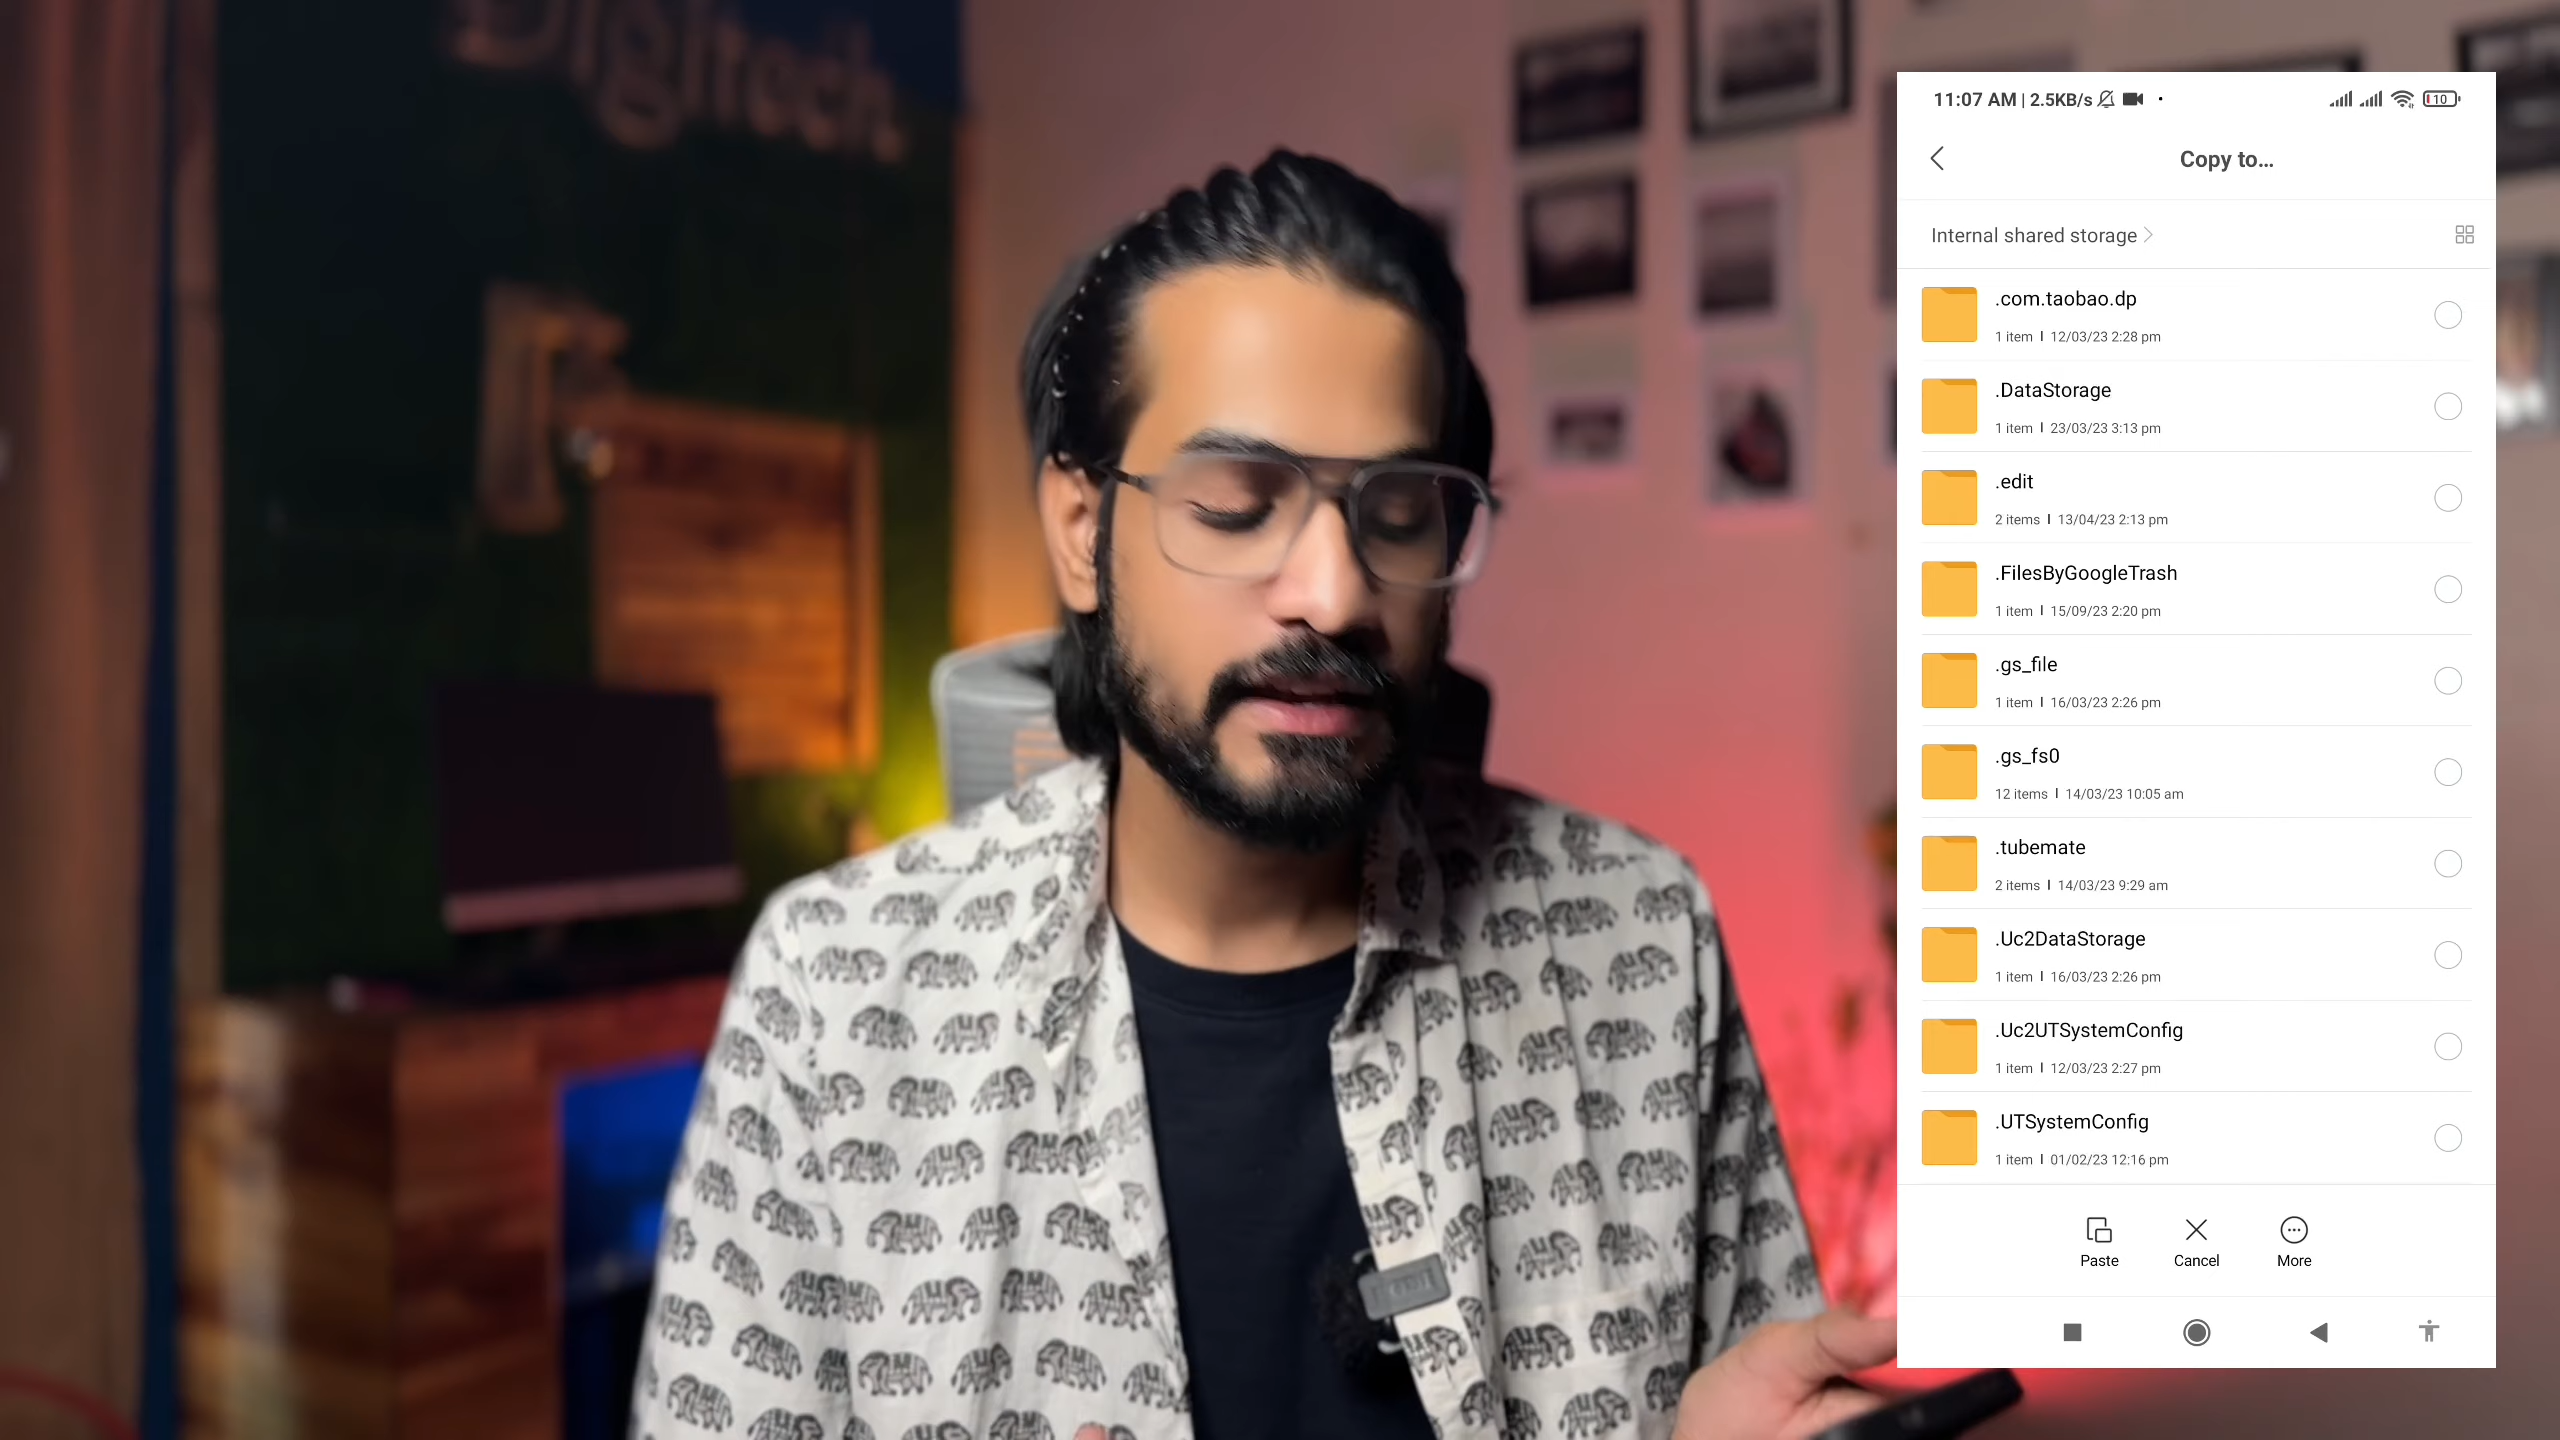 Digitech.
11:07 AM | 2.5KB/s
10
Copy to...
Internal shared storage
.com.taobao.dp
1 item | 12/03/23 2:28 pm
.DataStorage
1 item | 23/03/23 3:13 pm
.edit
2 items | 13/04/23 2:13 pm
.FilesByGoogleTrash
1 item | 15/09/23 2:20 pm
.gs_file
1 item | 16/03/23 2:26 pm
.gs_fs0
12 items | 14/03/23 10:05 am
.tubemate
2 items | 14/03/23 9:29 am
.Uc2DataStorage
1 item | 16/03/23 2:26 pm
.Uc2UTSystemConfig
1 item | 12/03/23 2:27 pm
.UTSystemConfig
1 item | 01/02/23 12:16 pm
Paste
Cancel
More